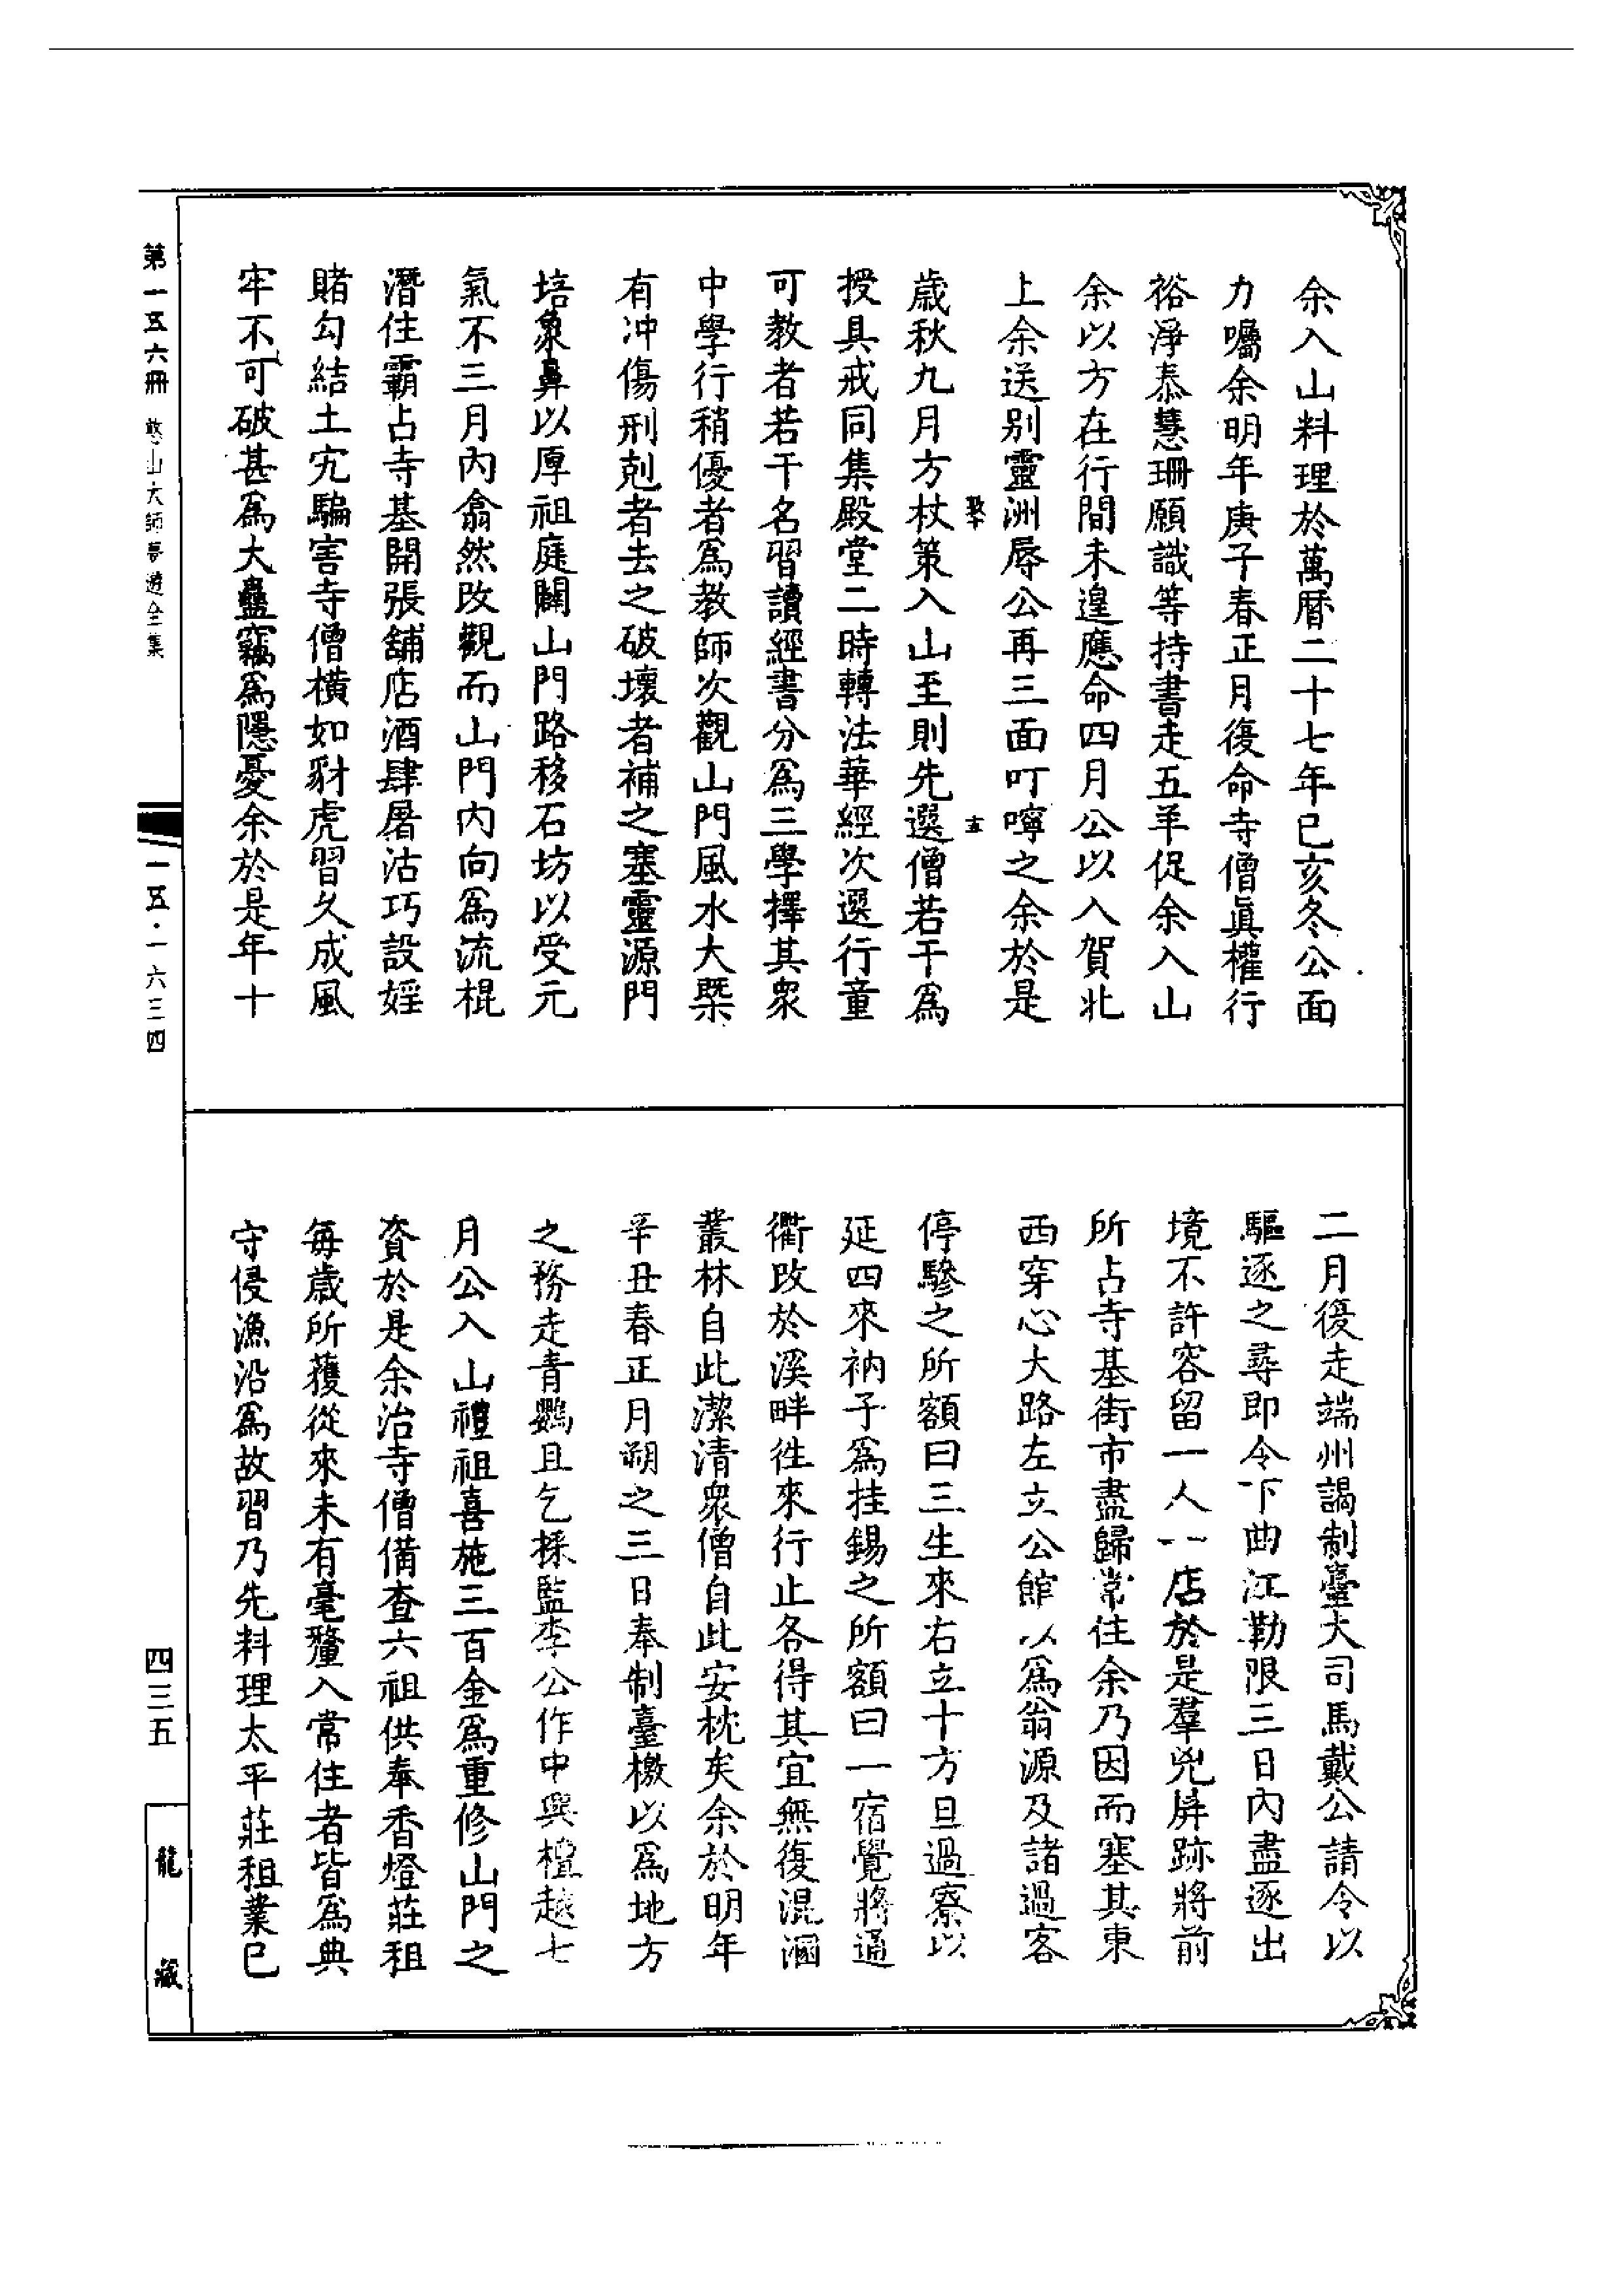 余入山料理於萬曆二十七年巳亥冬公面
力囑余明年庚子春正月復命寺僧眞權行
裕淨泰慧珊願識等持書走五羊促余入山
余以方在行間未遑應命四月公以入賀北
上余送别靈洲辱公再三面叮嚀之余於是
歲秋九月方杖策入山至則先選僧若干爲
授具戒同集殿堂二時轉法華經次選行童
可教者若干名習讀經書分爲三學擇其衆
中學行稍優者爲教師次觀山門風水大槩
有冲傷刑剋者去之破壞者補之塞靈源門
培象鼻以厚祖庭闢山門路移石坊以受元
氣不三月內翕然改觀而山門內向爲流棍
潛住霸占寺基開張舖店酒肆屠沽巧設婬
賭勾結土宄騙害寺僧橫如豺虎習久成風
牢不可破甚爲大蠱竊爲隱憂余於是年十
二月復走端州謁制臺大司馬戴公請令以
驅逐之尋即令下曲江勒限三日內盡逐出
境不許容留一人一店於是羣兇屏跡將前
所占寺基街市盡歸常住余乃因而塞其東
西穿心大路左立公館以爲翁源及諸過客
停驂之所額曰三生來右立十方旦過寮以
延四來衲子爲挂錫之所額曰一宿覺將通
衢改於溪畔徃來行止各得其宜無復混溷
叢林自此潔清衆僧自此安枕矣余於明年
辛丑春正月朔之三日奉制臺檄以爲地方
之務走青鸚且乞採監李公作中興檀越七
月公入山禮祖喜施三百金爲重修山門之
資於是余治寺僧備查六祖供奉香燈莊租
每歲所獲從來未有毫釐入常住者皆爲典
守侵漁沿爲故習乃先料理太平莊租業已
第一五六冊 憨山大師夢遊全集
一五·一六三四
四三五
龍藏